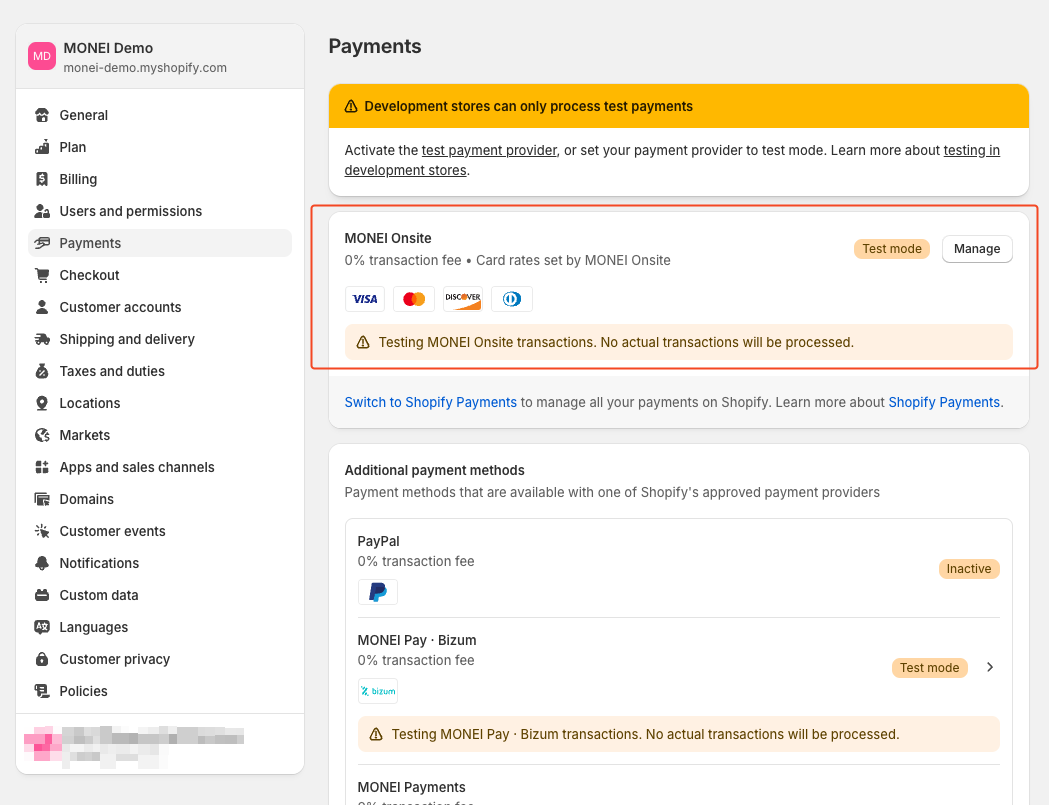 MD
MONEI Demo
monei-demo.myshopify.com
General
Plan
Billing
Users and permissions
Payments
Checkout
Customer accounts
Shipping and delivery
Taxes and duties
Locations
Markets
Apps and sales channels
Domains
Customer events
Notifications
Custom data
Languages
Customer privacy
Policies
Payments
Development stores can only process test payments
Activate the test payment provider, or set your payment provider to test mode. Learn more about testing in
development stores.
MONEI Onsite
0% transaction fee • Card rates set by MONEI Onsite
Test mode
Manage
VISA
DISCOVER
Testing MONEI Onsite transactions. No actual transactions will be processed.
Switch to Shopify Payments to manage all your payments on Shopify. Learn more about Shopify Payments.
Additional payment methods
Payment methods that are available with one of Shopify's approved payment providers
PayPal
0% transaction fee
Inactive
MONEI Pay · Bizum
0% transaction fee
Test mode
bizum
Testing MONEI Pay · Bizum transactions. No actual transactions will be processed.
MONEI Payments
0% transaction fee